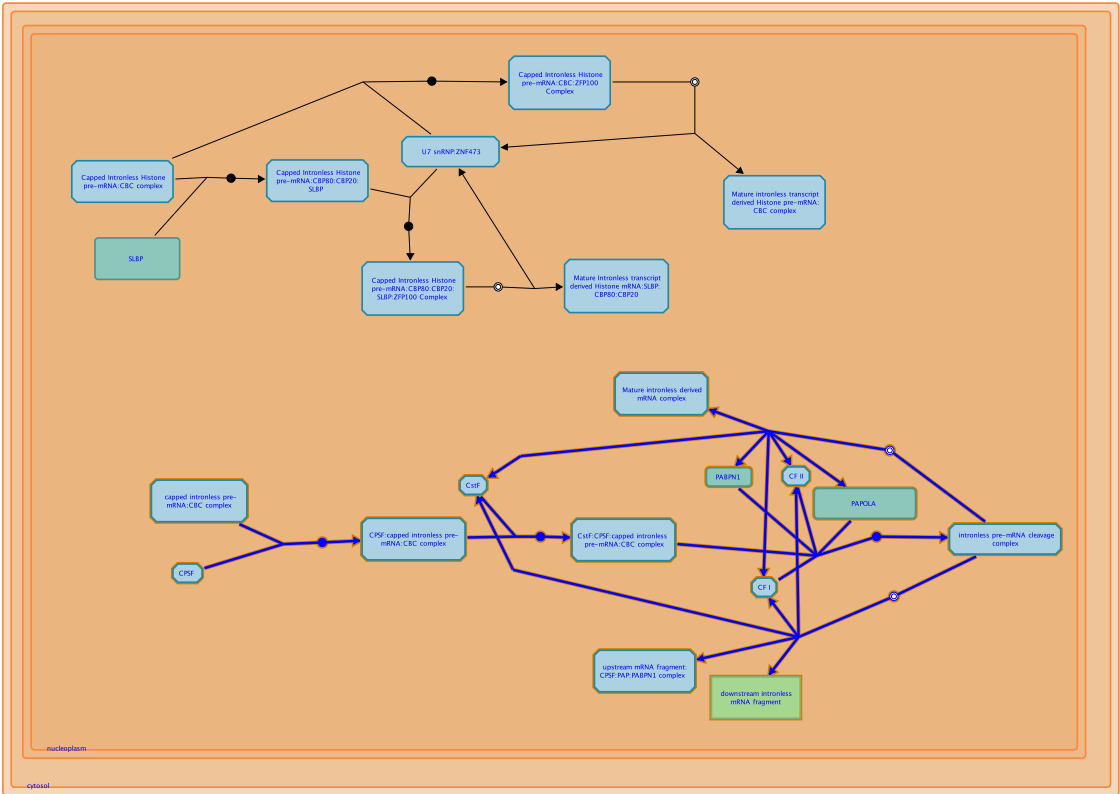 Capped Intronless Histone
pre-mRNA:CBC:ZFP100
Complex
U7 snRNP:ZNF473
Capped Intronless Histone
pre-mRNA:CBC complex
Capped Intronless Histone
pre-mRNA:CBP80:CBP20:
SLBP
Mature intronless transcript
derived Histone pre-mRNA:
CBC complex
SLBP
Capped Intronless Histone
pre-mRNA:CBP80:CBP20:
SLBP:ZFP100 Complex
Mature Intronless transcript
derived Histone mRNA:SLBP:
CBP80:CBP20
Mature intronless derived
mRNA complex
PABPN1
CF II
CstF
PAPOLA
capped intronless pre-
mRNA:CBC complex
CPSF:capped intronless pre-
mRNA:CBC complex
CstF:CPSF:capped intronless
pre-mRNA:CBC complex
intronless pre-mRNA cleavage
complex
CPSF
CF I
upstream mRNA fragment:
CPSF:PAP:PABPN1 complex
downstream intronless
mRNA fragment
nucleoplasm
cytosol